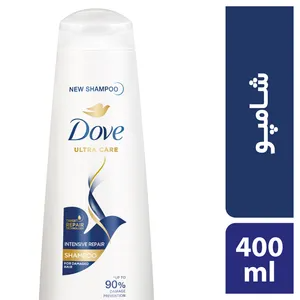 NEW SHAMPOO
Dove
ULTRA CARE
REPAIR
INTENSIVE REPAIR
SHAMPOO
FOR DAMAGED
HAIR
UP TO
90%
DAMAGE
PREVENTION
شامبو
400
ml